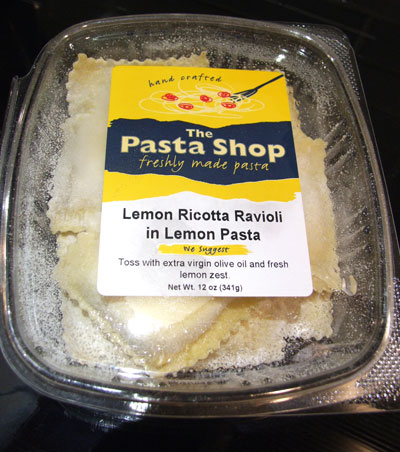 hand crafted
The
Pasta Shop
freshly made pasta
Lemon Ricotta Ravioli
in Lemon Pasta
We Suggest
Toss with extra virgin olive oil and fresh
lemon zest.
Net Wt. 12 oz (341g)